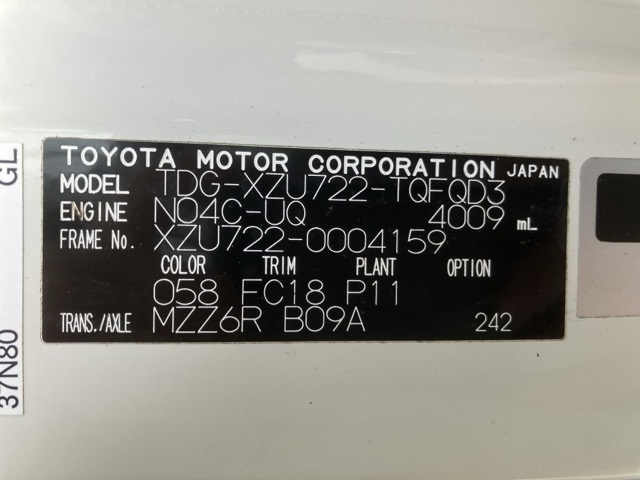 TOYOTA MOTOR CORPORATION JAPAN
MODEL TDG-XZU722-TQFQD3
ENGINE N04C-UQ 4009 mL
FRAME No. XZU722-0004159
COLOR TRIM PLANT OPTION
058 FC18 P11
TRANS./AXLE MZZ6R B09A 242
37N80 GL